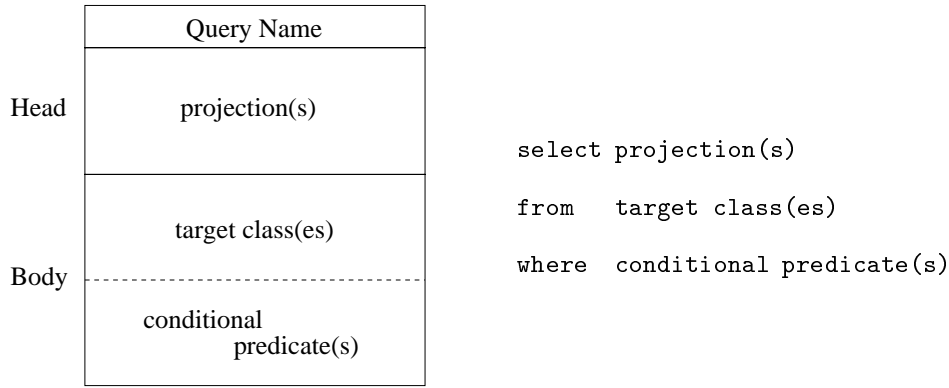 Query Name
Head
projection(s)
target class(es)
Body
conditional
predicate(s)
select projection(s)
from target class(es)
where conditional predicate(s)